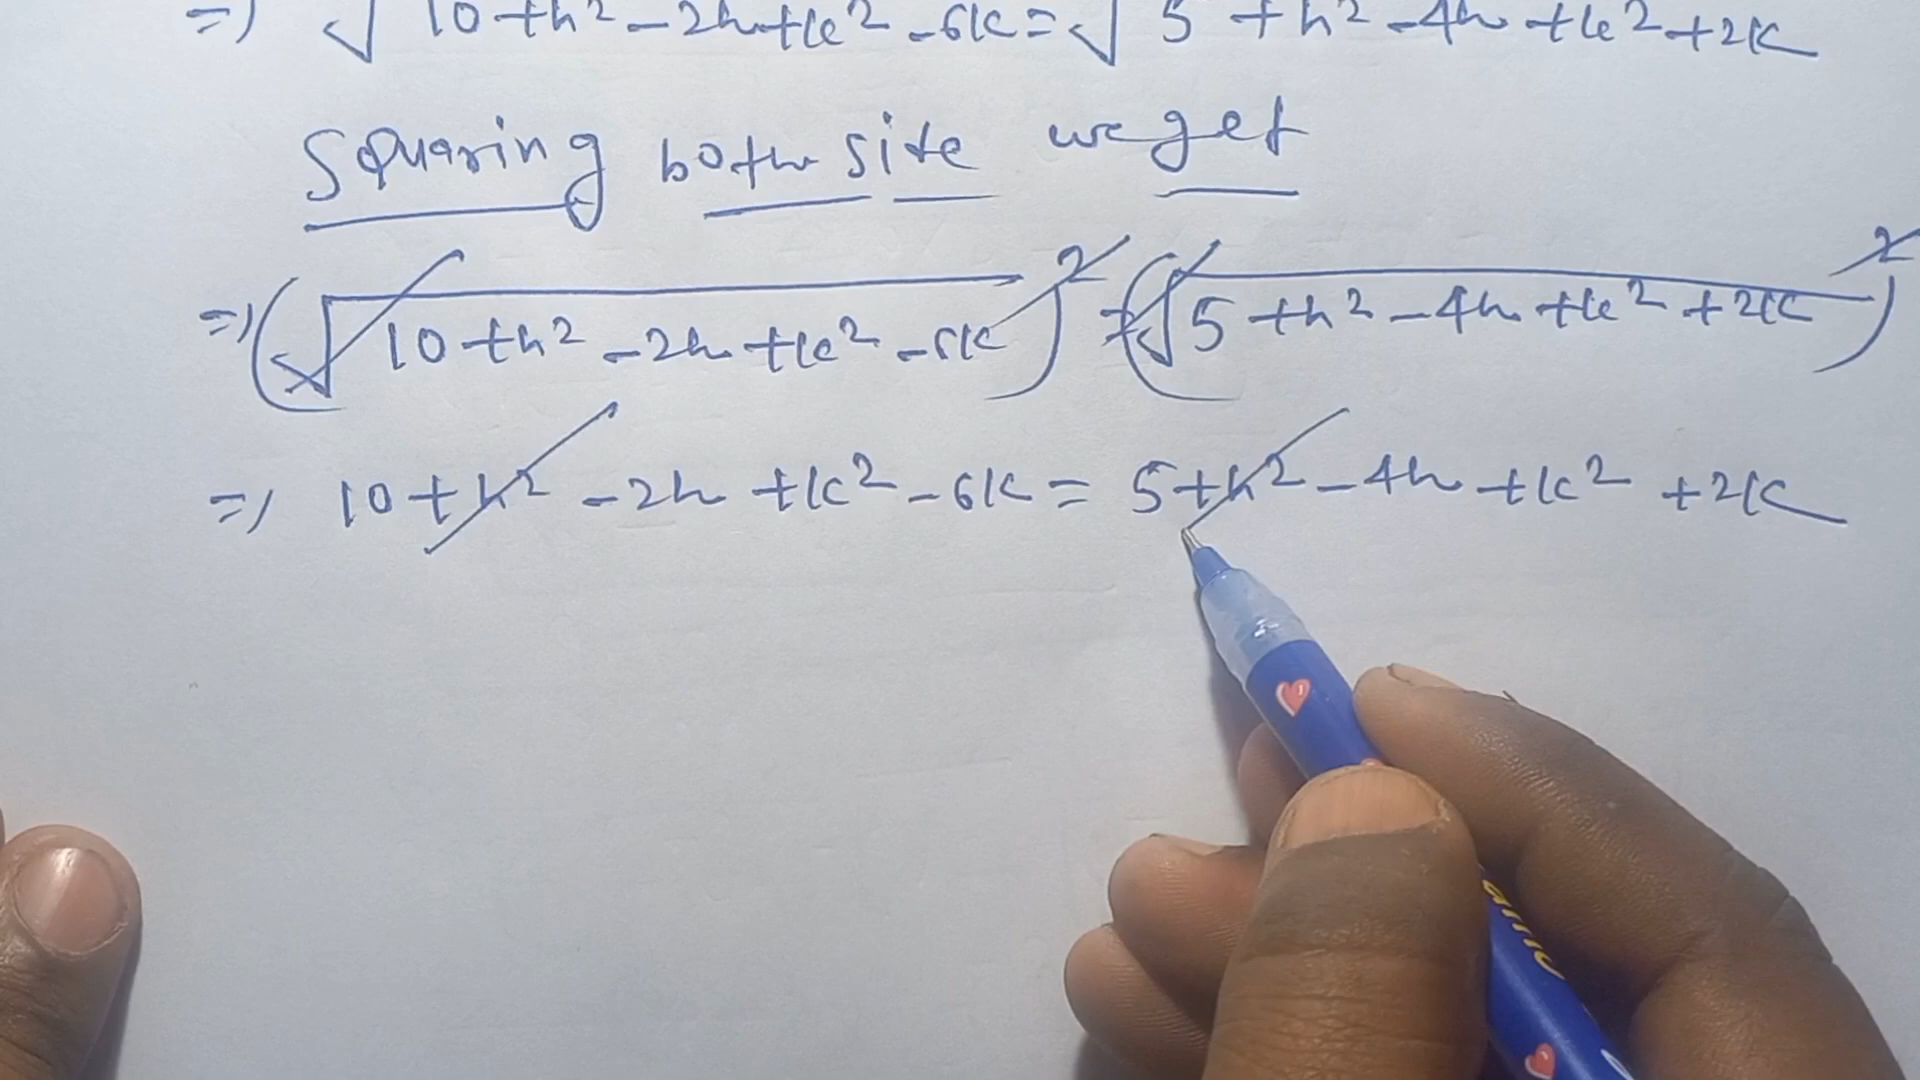 => √10+h²-2h+k²-6k=√5+h²-4h+k²+2k
Squaring both site we get
=> (√10+h²-2h+k²-6k)²=(√5+h²-4h+k²+2k)²
=> 10+h²-2h+k²-6k=5+h²-4h+k²+2k